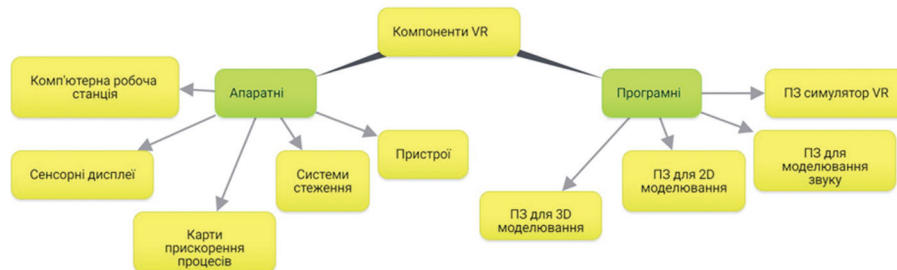 Компоненти VR
Комп'ютерна робоча
станція
Апаратні
Програмні
ПЗ симулятор VR
Сенсорні дисплеї
Системи
стеження
Пристрої
ПЗ для 2D
моделювання
ПЗ для
моделювання
звуку
Карти
прискорення
процесів
ПЗ для 3D
моделювання